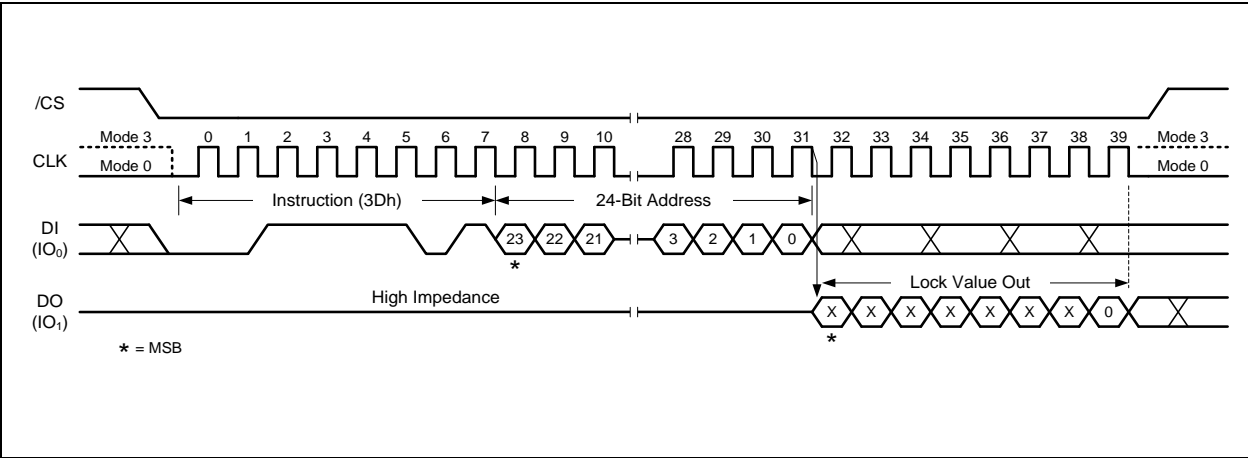 /CS
Mode 3 0 1 2 3 4 5 6 7 8 9 10 28 29 30 31 32 33 34 35 36 37 38 39 Mode 3
CLK Mode 0 Mode 0
Instruction (3Dh) 24-Bit Address
DI
(IO₀)
23 22 21 3 2 1 0
*
Lock Value Out
High Impedance
DO
(IO₁)
X X X X X X X 0
*
* = MSB